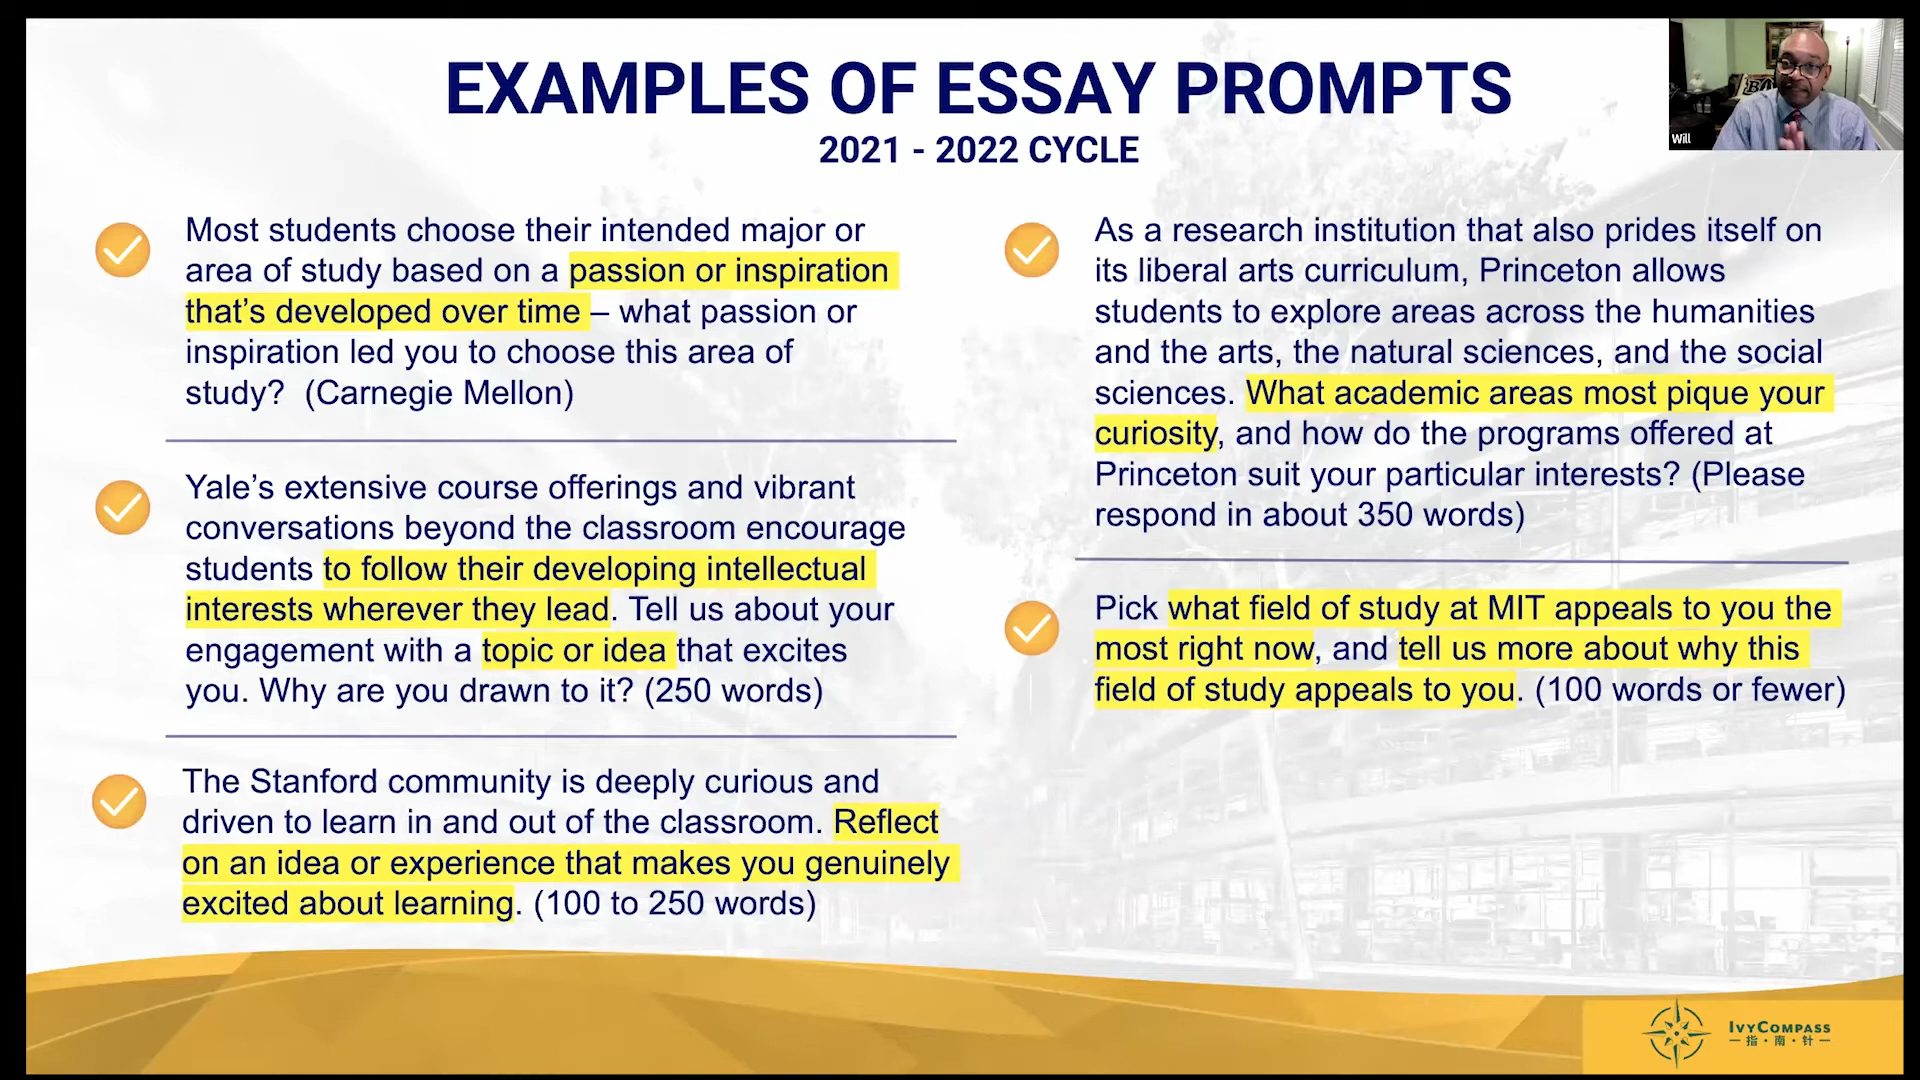 EXAMPLES OF ESSAY PROMPTS
2021 - 2022 CYCLE
Will
Most students choose their intended major or
area of study based on a passion or inspiration
that’s developed over time – what passion or
inspiration led you to choose this area of
study?  (Carnegie Mellon)
Yale’s extensive course offerings and vibrant
conversations beyond the classroom encourage
students to follow their developing intellectual
interests wherever they lead. Tell us about your
engagement with a topic or idea that excites
you. Why are you drawn to it? (250 words)
The Stanford community is deeply curious and
driven to learn in and out of the classroom. Reflect
on an idea or experience that makes you genuinely
excited about learning. (100 to 250 words)
As a research institution that also prides itself on
its liberal arts curriculum, Princeton allows
students to explore areas across the humanities
and the arts, the natural sciences, and the social
sciences. What academic areas most pique your
curiosity, and how do the programs offered at
Princeton suit your particular interests? (Please
respond in about 350 words)
Pick what field of study at MIT appeals to you the
most right now, and tell us more about why this
field of study appeals to you. (100 words or fewer)
IVYCOMPASS
指·南·针